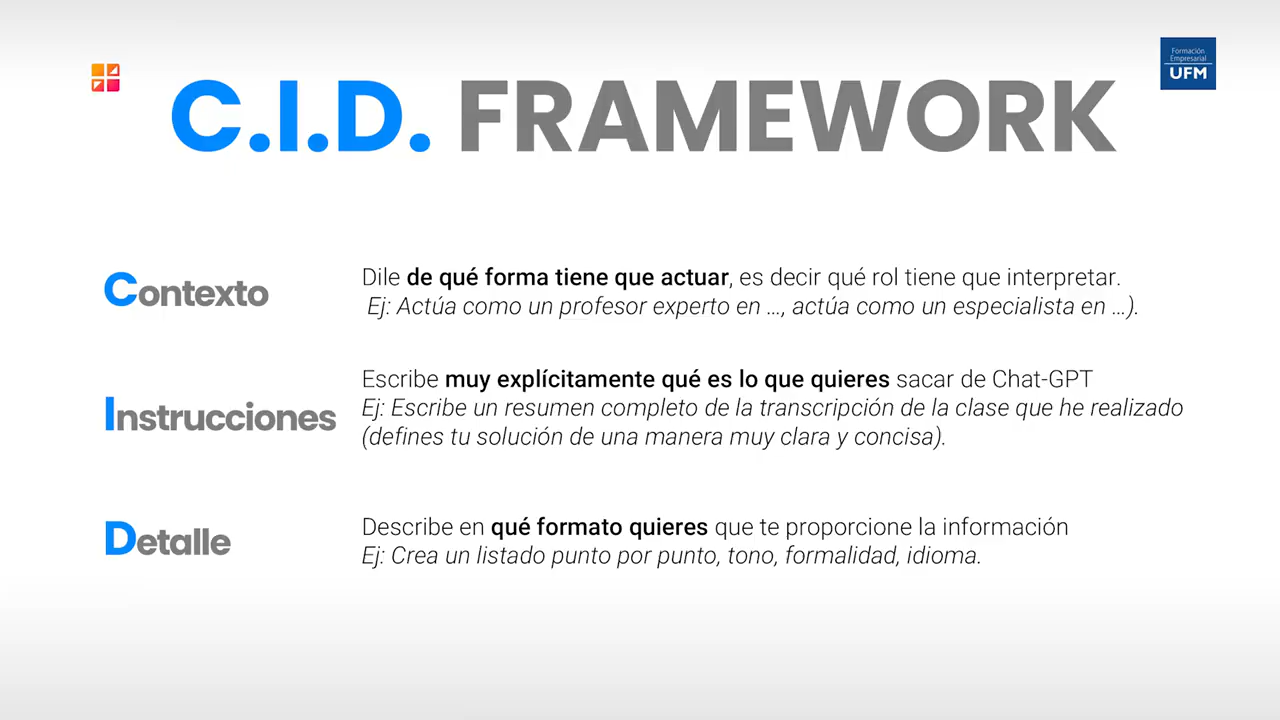 Formación
Empresarial
UFM
C.I.D. FRAMEWORK
Contexto
Dile de qué forma tiene que actuar, es decir qué rol tiene que interpretar.
Ej: Actúa como un profesor experto en ..., actúa como un especialista en ...).
Instrucciones
Escribe muy explícitamente qué es lo que quieres sacar de Chat-GPT
Ej: Escribe un resumen completo de la transcripción de la clase que he realizado
(defines tu solución de una manera muy clara y concisa).
Detalle
Describe en qué formato quieres que te proporcione la información
Ej: Crea un listado punto por punto, tono, formalidad, idioma.